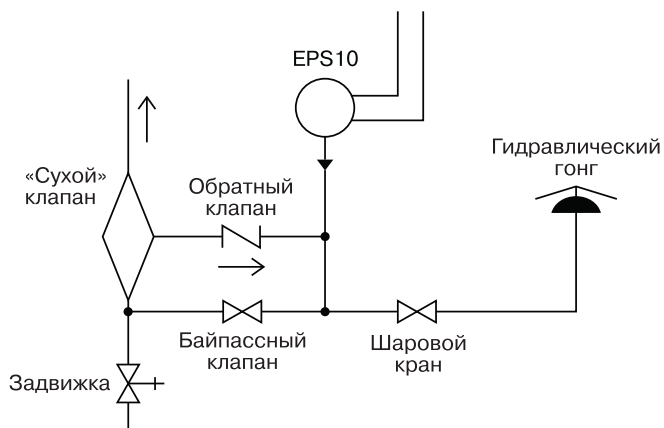 EPS10
Гидравлический
гонг
«Сухой»
клапан
Обратный
клапан
Байпассный
клапан
Шаровой
кран
Задвижка